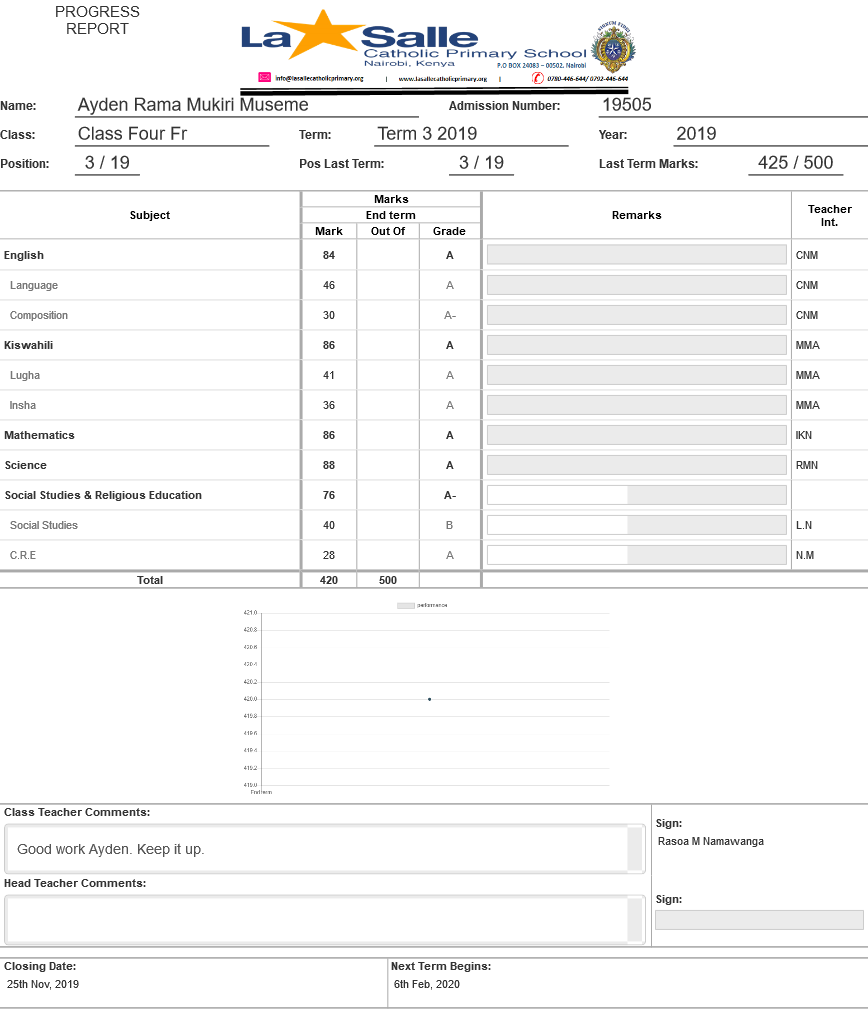 PROGRESS
REPORT
La Salle
Catholic Primary School
Nairobi, Kenya
P.O BOX 24083 – 00502, Nairobi
info@lasallecatholicprimary.org | www.lasallecatholicprimary.org | 0780-446-644/ 0792-446-644
Name: Ayden Rama Mukiri Museme Admission Number: 19505
Class: Class Four Fr Term: Term 3 2019 Year: 2019
Position: 3 / 19 Pos Last Term: 3 / 19 Last Term Marks: 425 / 500
Subject Marks Remarks Teacher Int.
End term
Mark Out Of Grade
English 84 A CNM
Language 46 A CNM
Composition 30 A- CNM
Kiswahili 86 A MMA
Lugha 41 A MMA
Insha 36 A MMA
Mathematics 86 A IKN
Science 88 A RMN
Social Studies & Religious Education 76 A-
Social Studies 40 B L.N
C.R.E 28 A N.M
Total 420 500
performance
421.0
420.8
420.6
420.4
420.2
420.0
419.8
419.6
419.4
419.2
419.0
End term
Class Teacher Comments:
Good work Ayden. Keep it up.
Sign:
Rasoa M Namawanga
Head Teacher Comments:
Sign:
Closing Date: Next Term Begins:
25th Nov, 2019 6th Feb, 2020